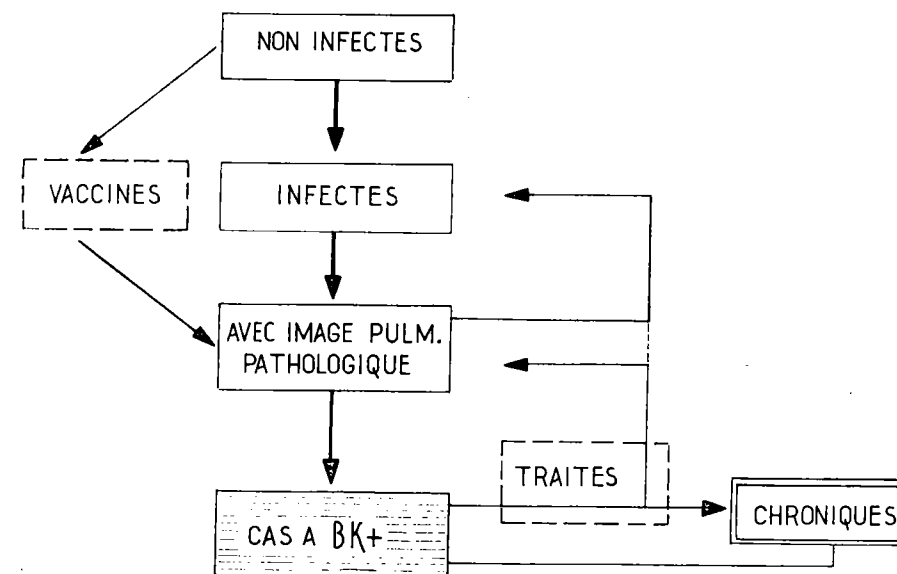 NON INFECTES
VACCINES
INFECTES
AVEC IMAGE PULM.
PATHOLOGIQUE
TRAITES
CAS A BK+
CHRONIQUES